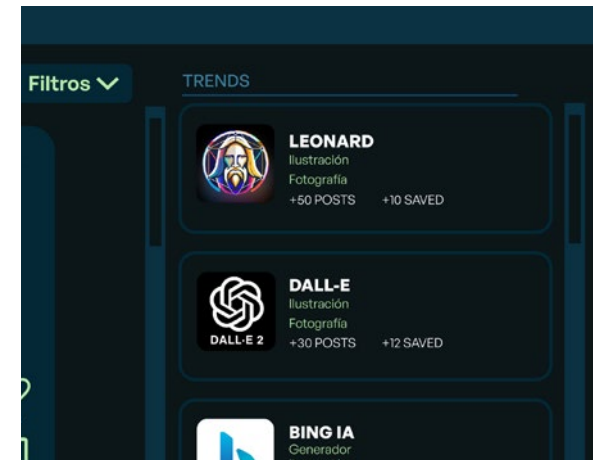 Filtros
TRENDS
LEONARD
Ilustración
Fotografía
+50 POSTS +10 SAVED
DALL-E
Ilustración
Fotografía
+30 POSTS +12 SAVED
DALL·E 2
BING IA
Generador